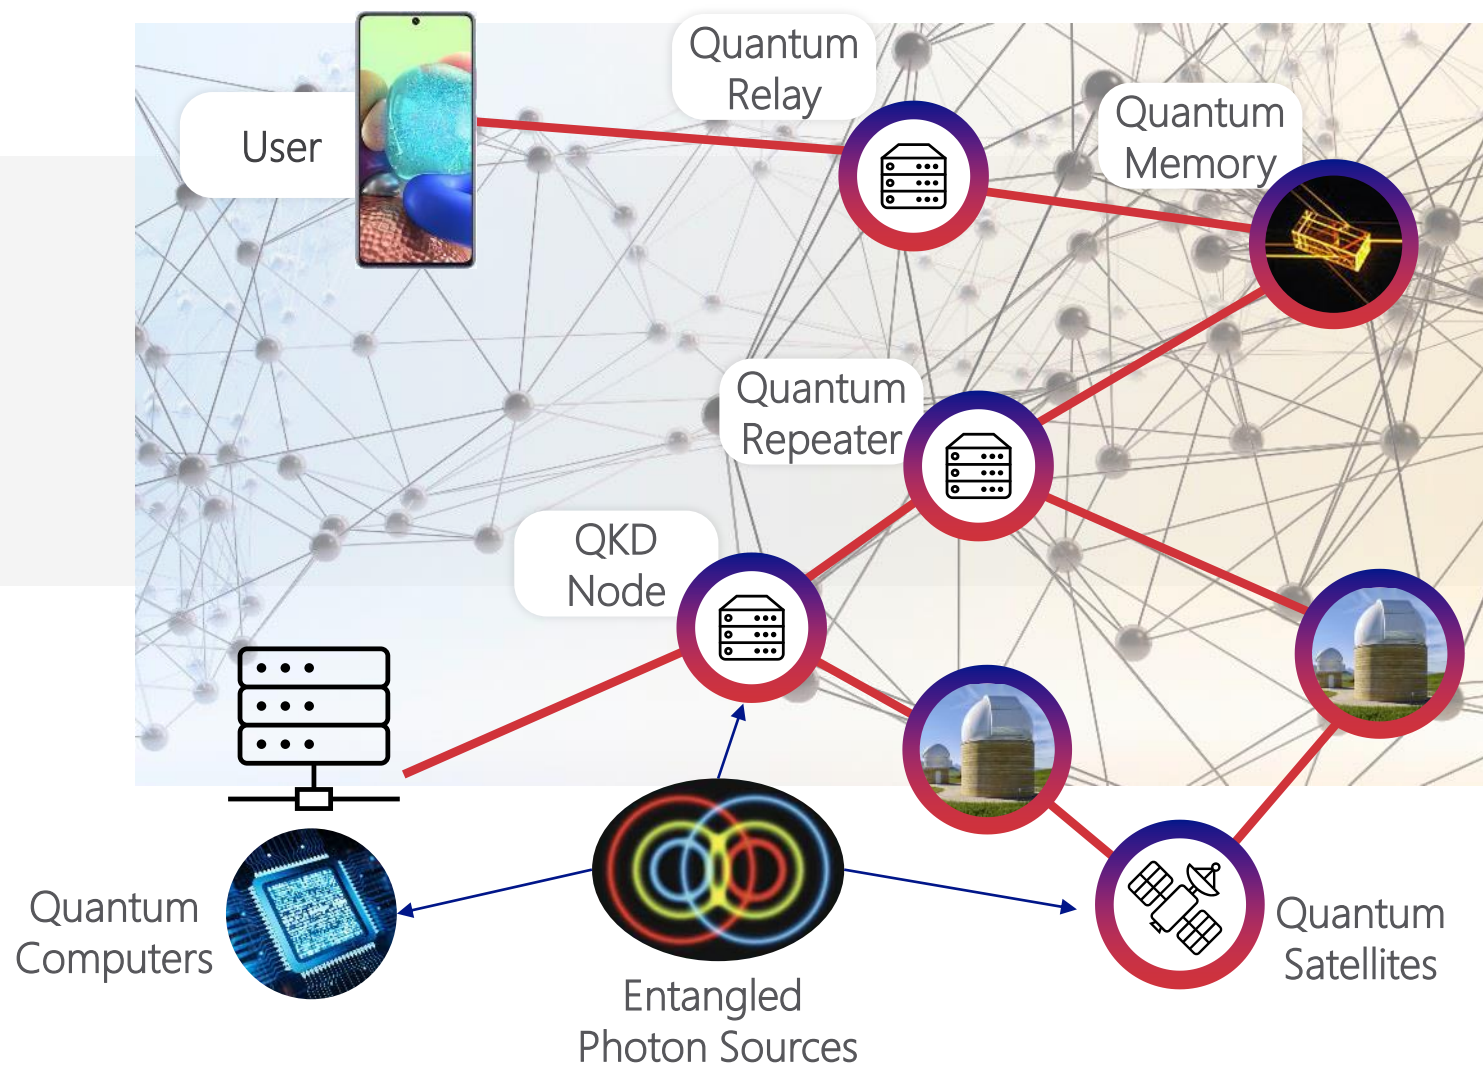 Quantum
Relay
User
Quantum
Memory
Quantum
Repeater
QKD
Node
Quantum
Computers
Entangled
Photon Sources
Quantum
Satellites